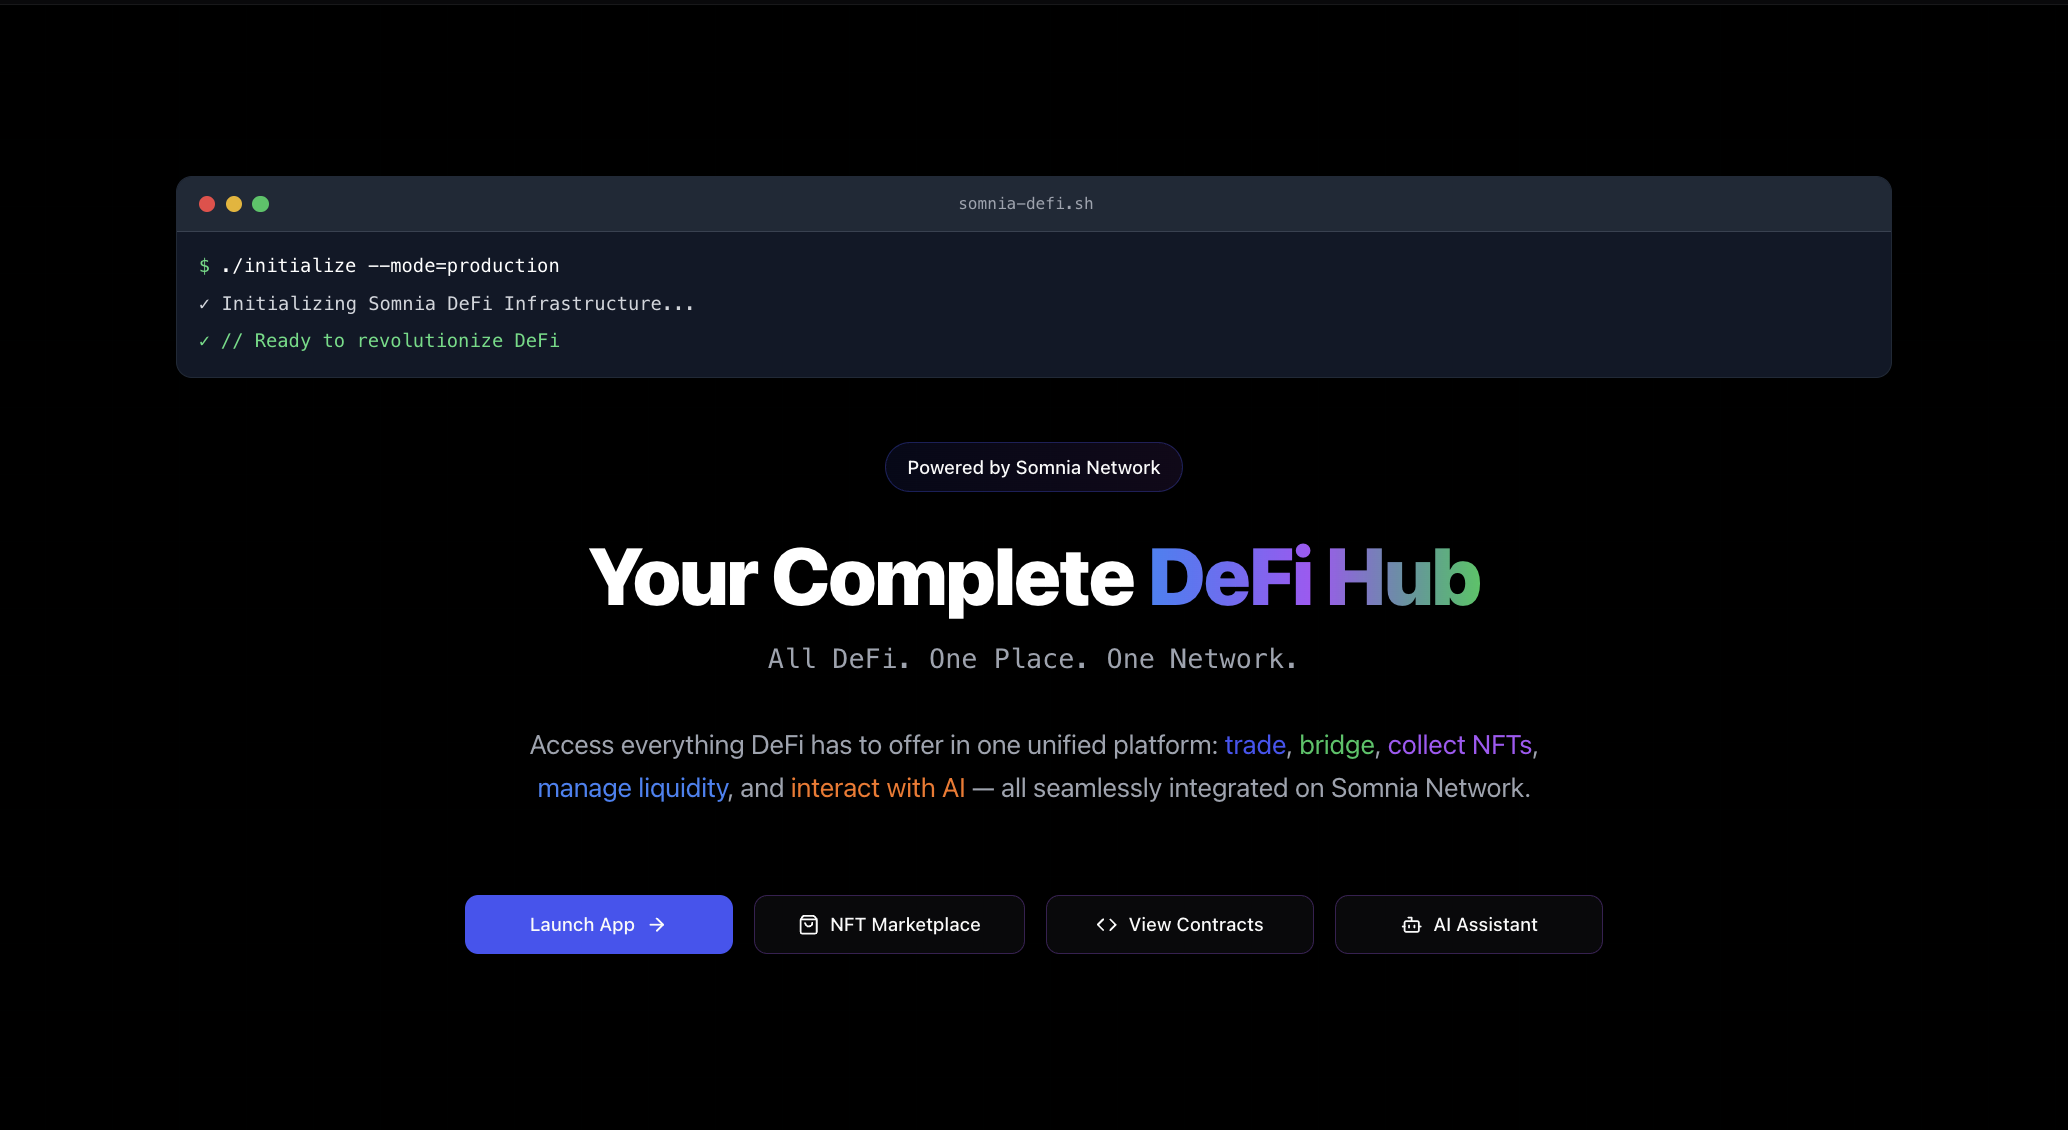 somnia-defi.sh
$ ./initialize --mode=production
✓ Initializing Somnia DeFi Infrastructure...
✓ // Ready to revolutionize DeFi
Powered by Somnia Network
Your Complete DeFi Hub
All DeFi. One Place. One Network.
Access everything DeFi has to offer in one unified platform: trade, bridge, collect NFTs,
manage liquidity, and interact with AI — all seamlessly integrated on Somnia Network.
Launch App →
NFT Marketplace
View Contracts
AI Assistant